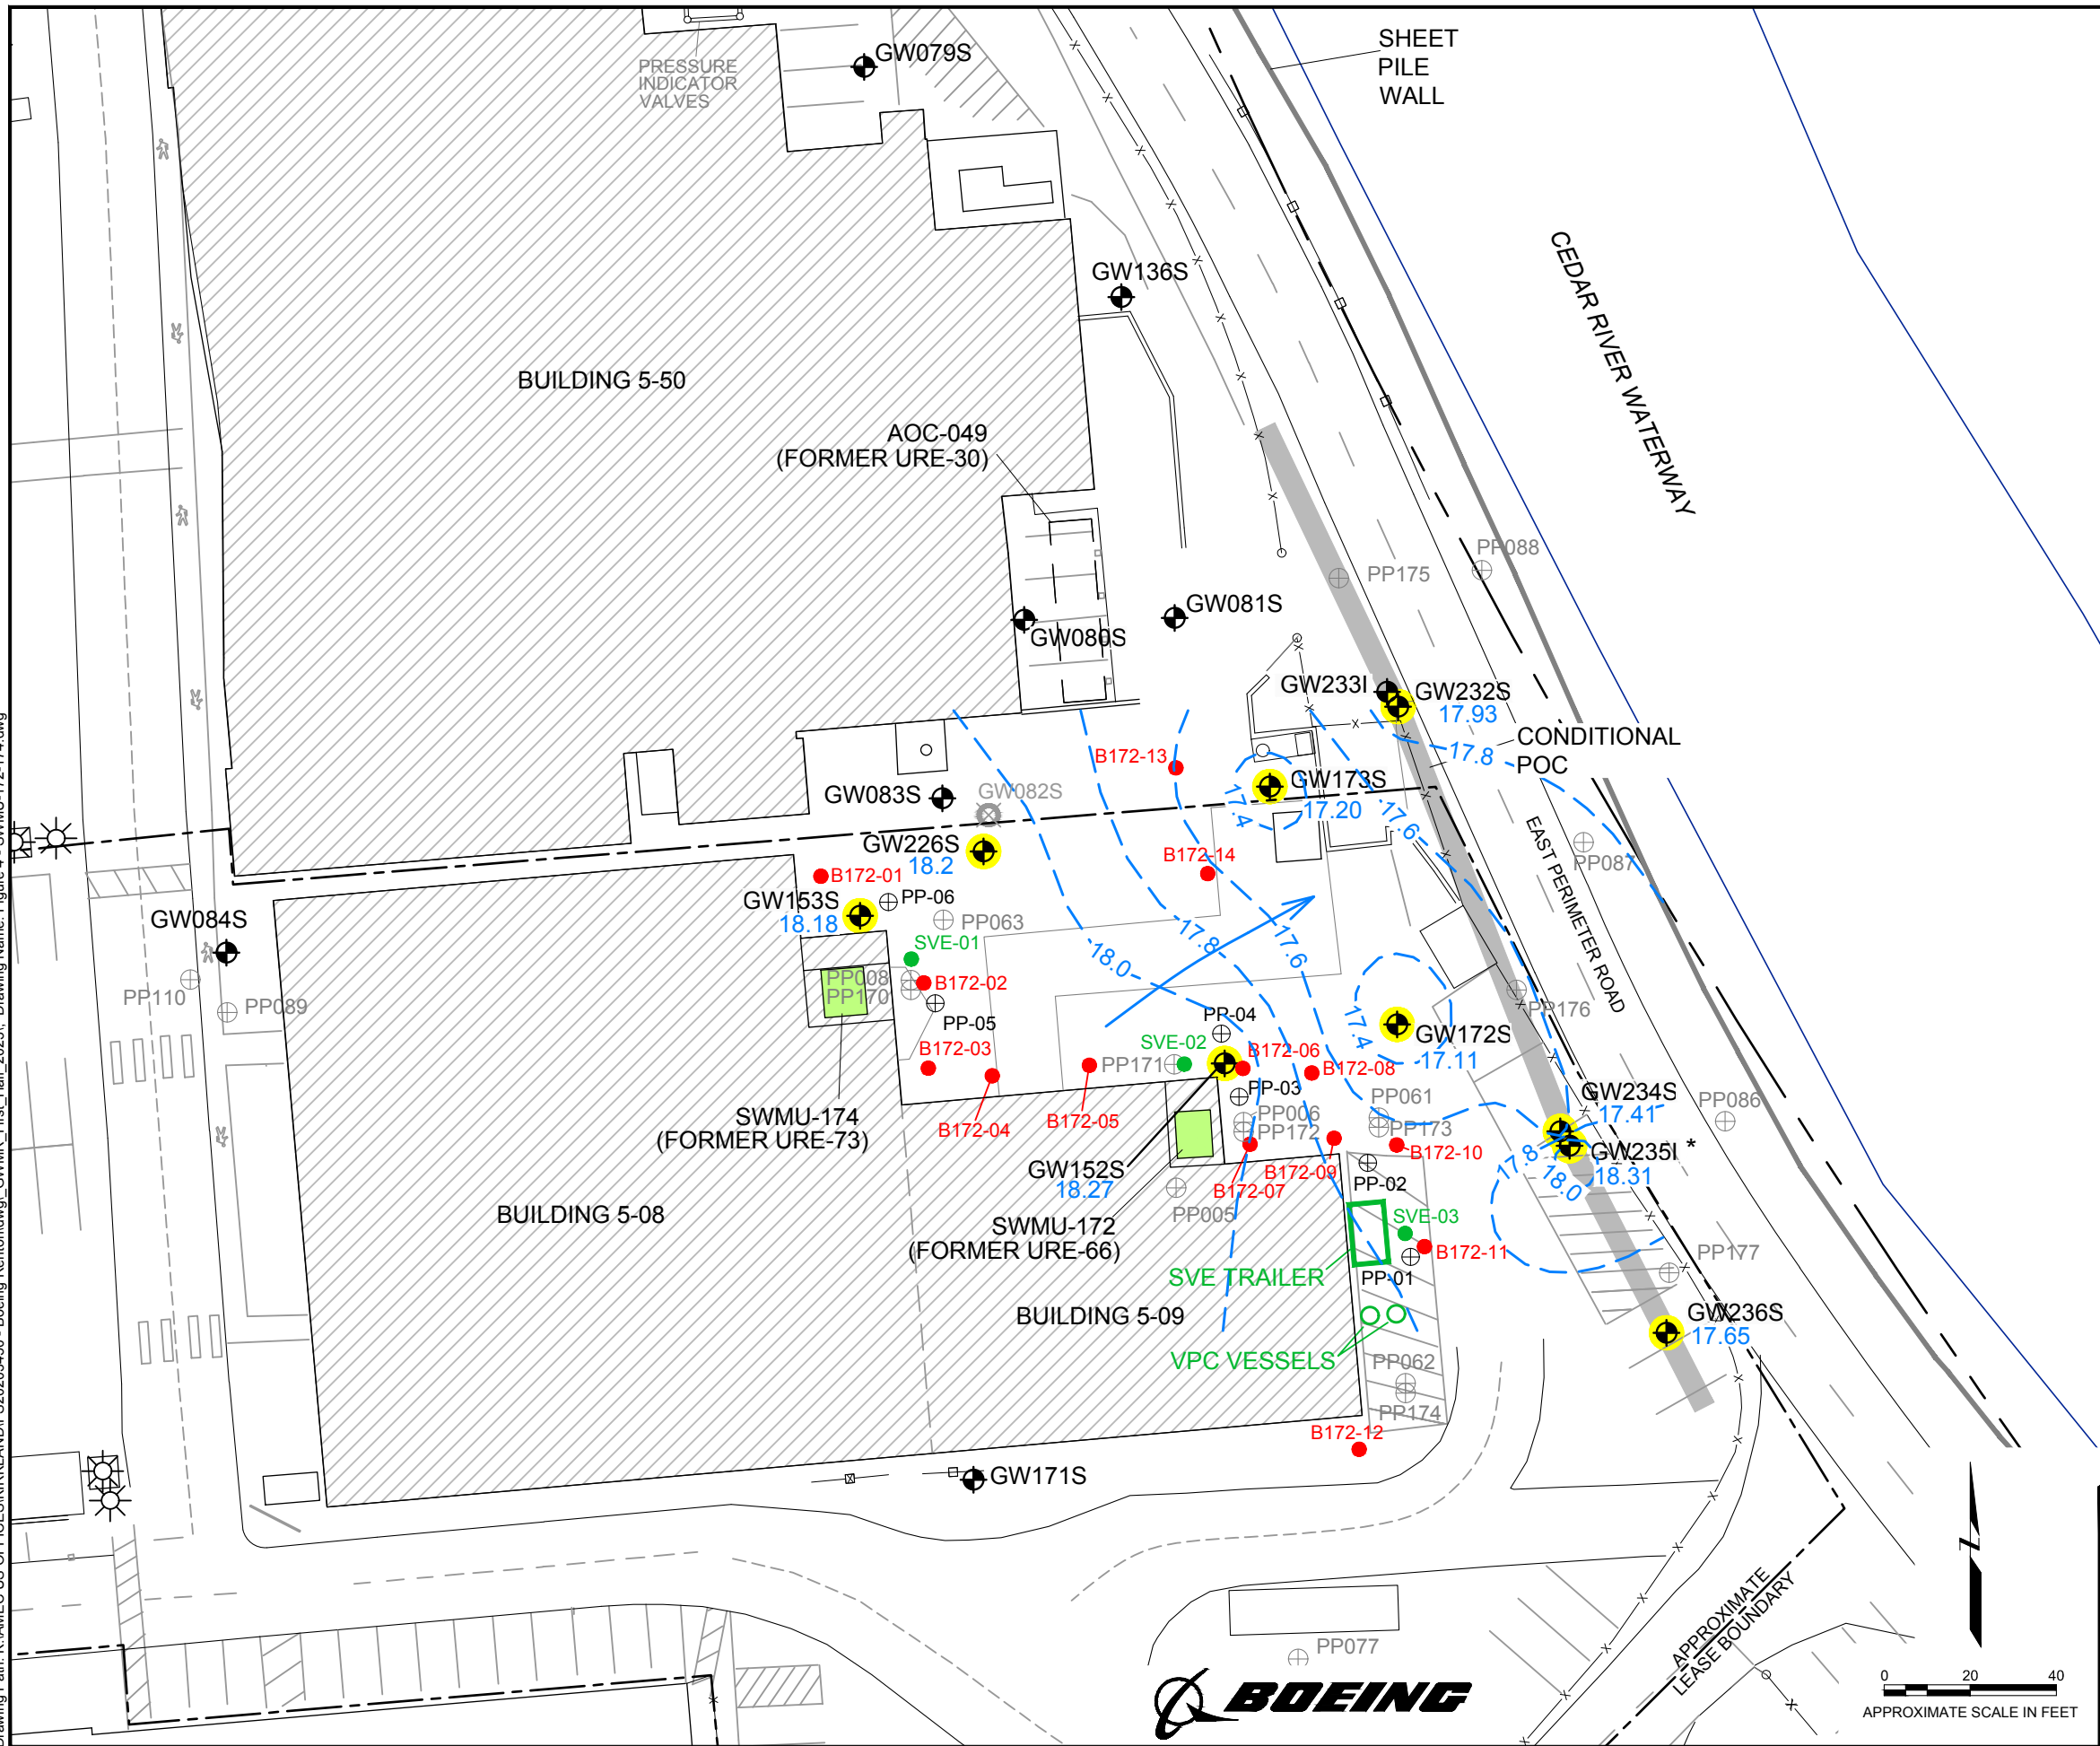 SHEET
PILE
WALL
GW079S
PRESSURE
INDICATOR
VALVES
CEDAR RIVER WATERWAY
GW136S
BUILDING 5-50
AOC-049
(FORMER URE-30)
PP088
PP175
GW081S
GW080S
GW233I
GW232S
17.93
CONDITIONAL
POC
17.8
B172-13
GW173S
17.20
17.4
17.6
GW083S
GW082S
EAST PERIMETER ROAD
PP087
GW226S
18.2
B172-14
B172-01
GW153S
18.18
PP-06
PP063
GW084S
SVE-01
17.8
17.6
18.0
PP008
PP170
B172-02
PP110
PP089
PP-05
PP176
PP-04
17.4
GW172S
17.11
B172-03
SVE-02
PP171
B172-06
B172-08
PP-03
GW234S
17.41
PP061
PP086
SWMU-174
(FORMER URE-73)
B172-04
B172-05
PP006
PP172
PP173
GW235I *
18.31
B172-10
17.8
18.0
GW152S
18.27
B172-09
B172-07
PP-02
PP005
BUILDING 5-08
SWMU-172
(FORMER URE-66)
SVE-03
B172-11
PP177
SVE TRAILER
PP-01
BUILDING 5-09
GW236S
17.65
VPC VESSELS
PP062
PP174
B172-12
GW171S
APPROXIMATE
LEASE BOUNDARY
PP077
BOEING
N
0 20 40
APPROXIMATE SCALE IN FEET